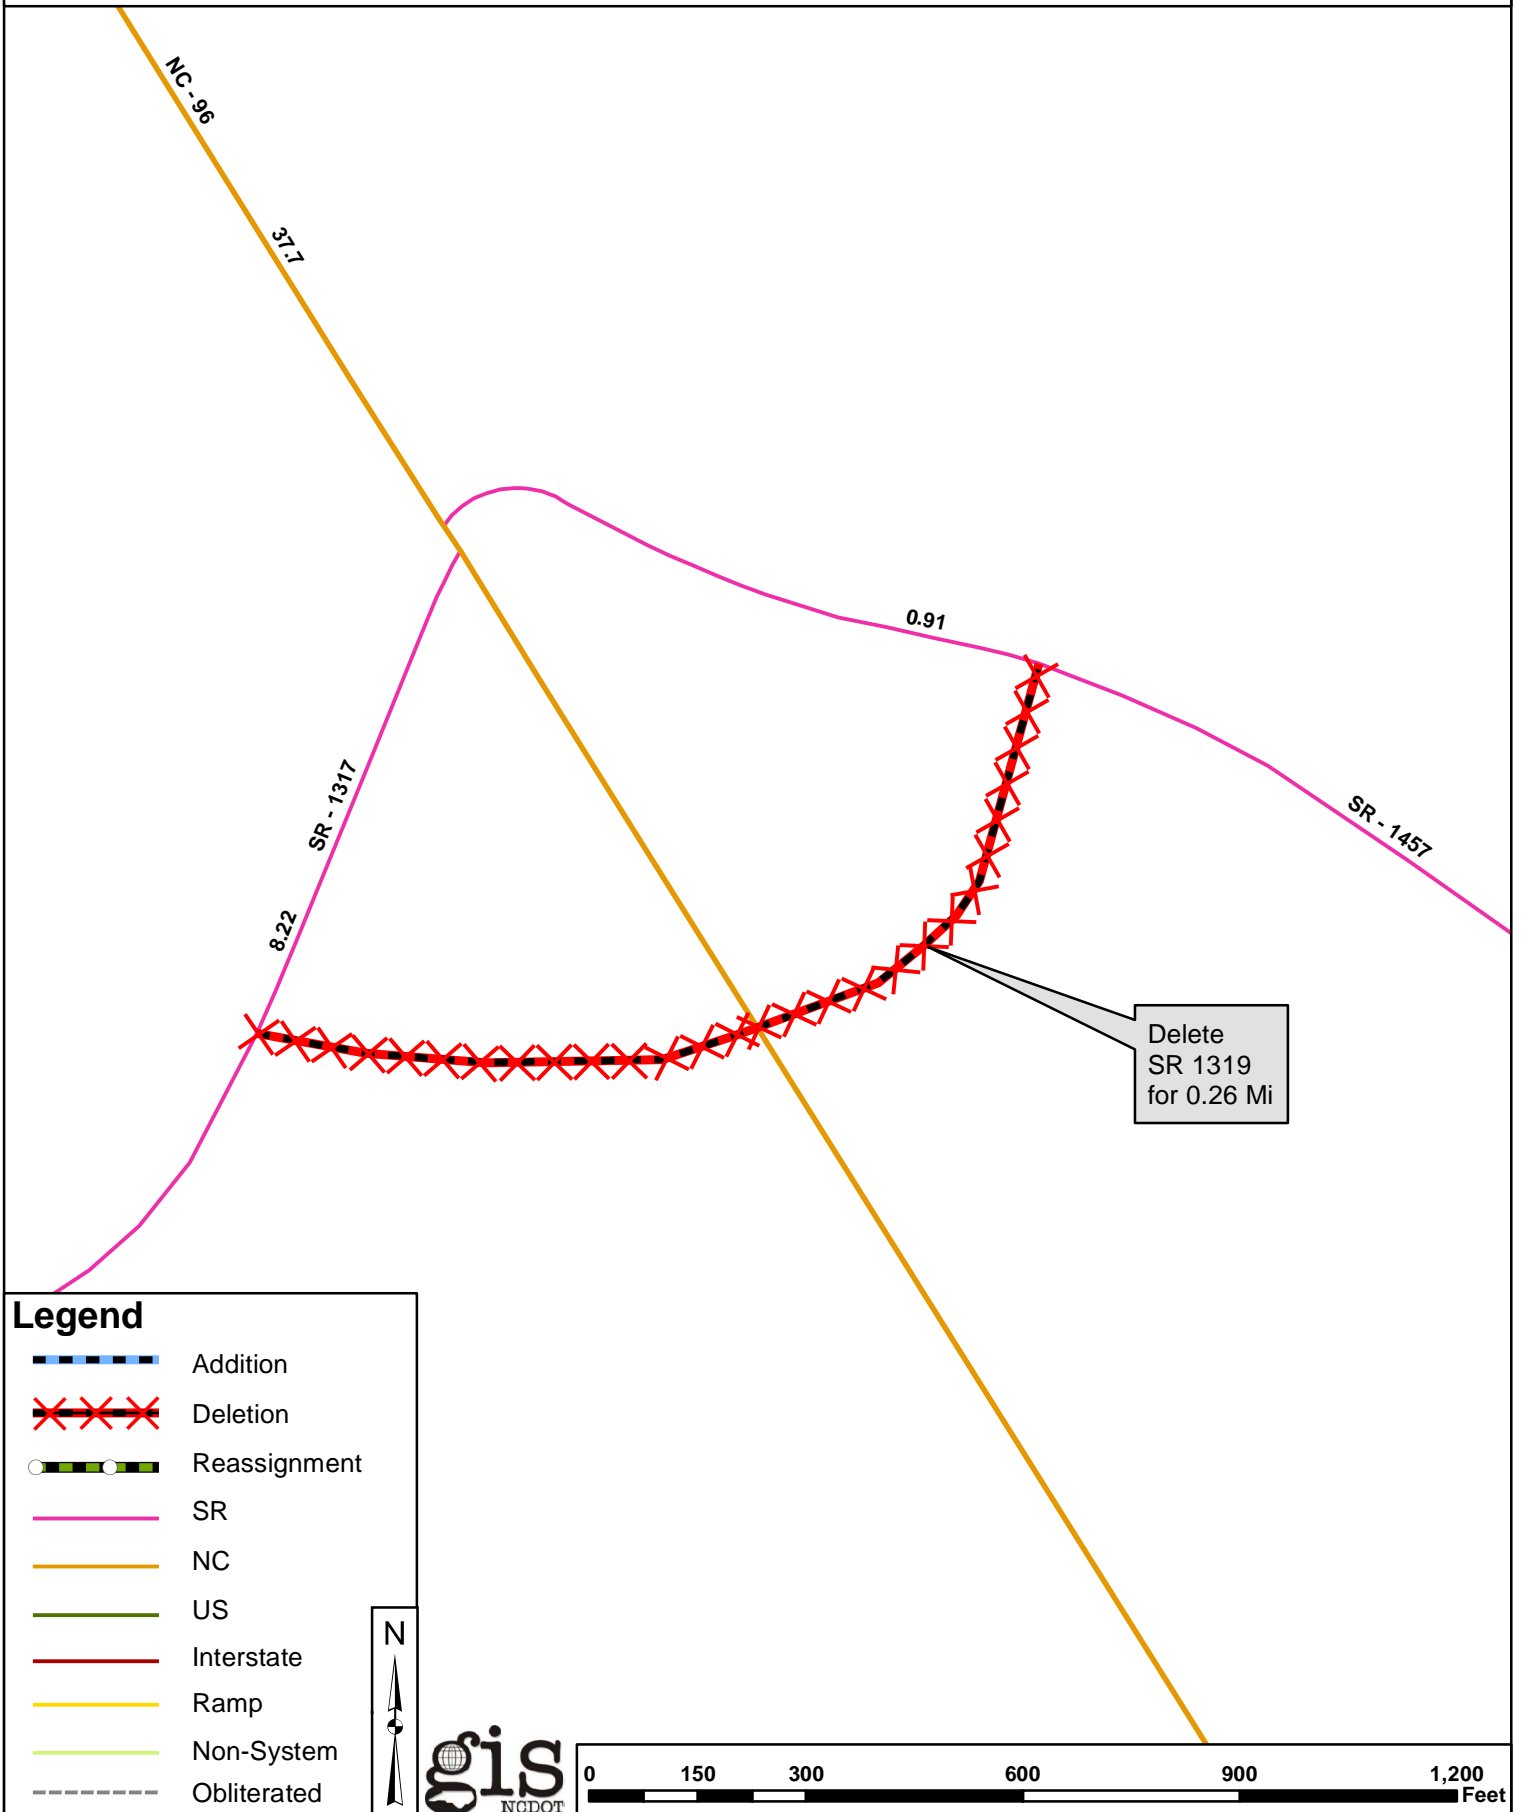 NC - 96
37.7
0.91
SR - 1317
SR - 1457
8.22
Delete
SR 1319
for 0.26 Mi
Legend
Addition
Deletion
Reassignment
SR
NC
US
Interstate
Ramp
Non-System
Obliterated
N
gis
NCDOT
0 150 300 600 900 1,200
Feet